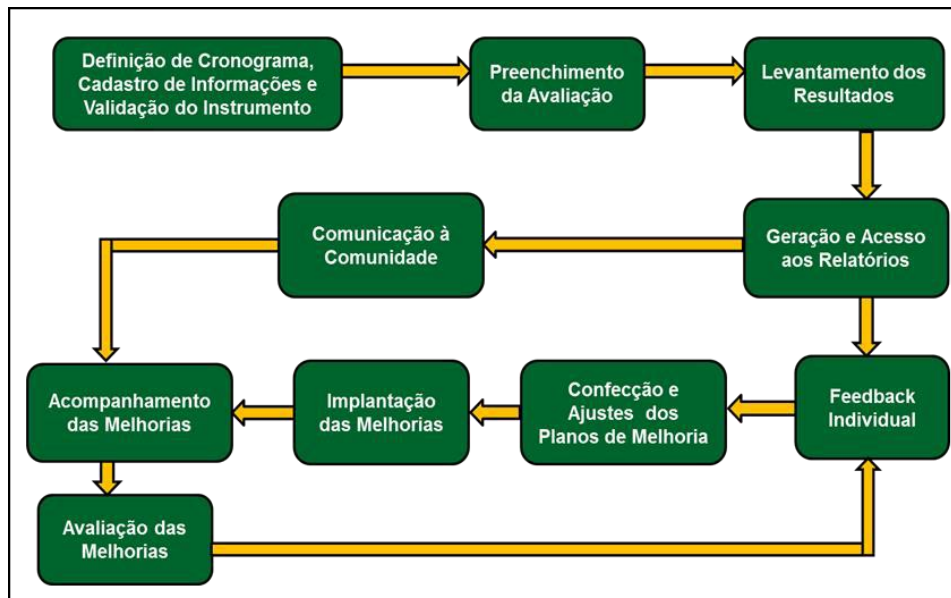 Definição de Cronograma,
Cadastro de Informações e
Validação do Instrumento
Preenchimento
da Avaliação
Levantamento dos
Resultados
Comunicação à
Comunidade
Geração e Acesso
aos Relatórios
Acompanhamento
das Melhorias
Implantação
das Melhorias
Confecção e
Ajustes dos
Planos de Melhoria
Feedback
Individual
Avaliação das
Melhorias